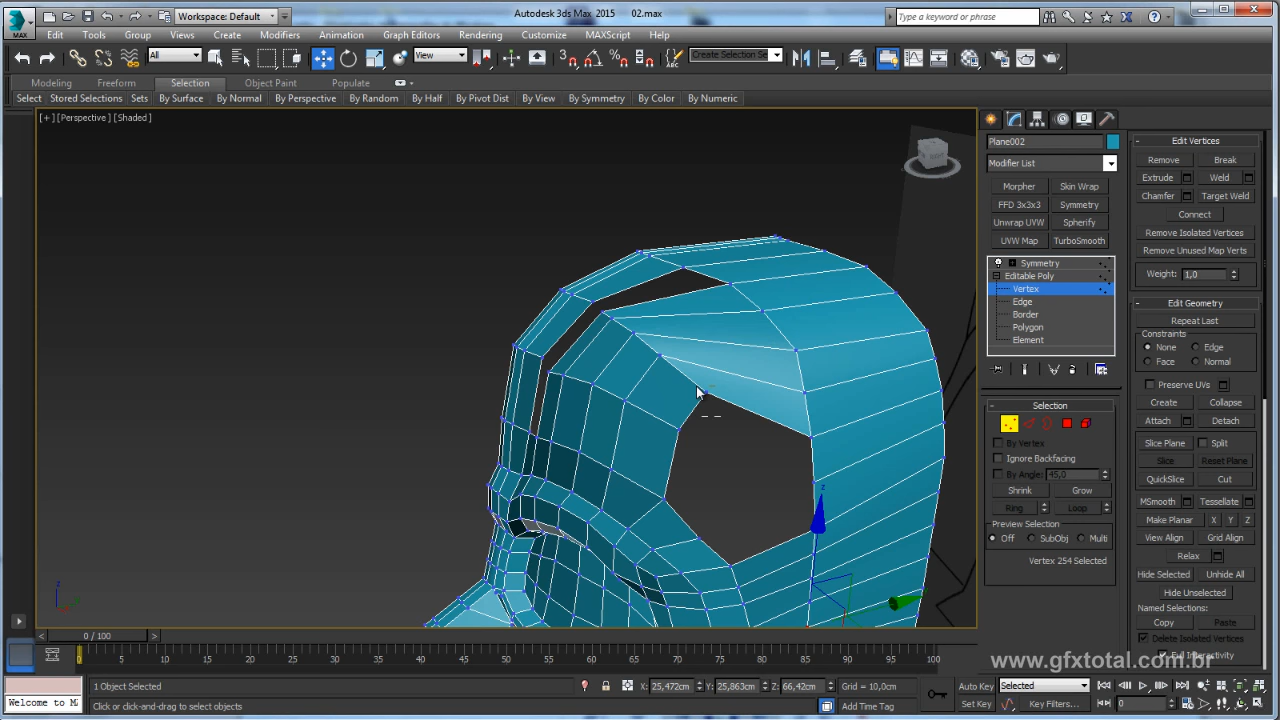 MAX
Workspace: Default
Autodesk 3ds Max 2015 02.max
Type a keyword or phrase
Edit Tools Group Views Create Modifiers Animation Graph Editors Rendering Customize MAXScript Help
All View Create Selection Se
Modeling Freeform Selection Object Paint Populate
Select Stored Selections Sets By Surface By Normal By Perspective By Random By Half By Pivot Dist By View By Symmetry By Color By Numeric
[+] [Perspective] [Shaded]
z
z
Plane002
Modifier List
Morpher Skin Wrap
FFD 3x3x3 Symmetry
Unwrap UVW Spherify
UVW Map TurboSmooth
Symmetry
Editable Poly
Vertex
Edge
Border
Polygon
Element
Selection
By Vertex
Ignore Backfacing
By Angle: 45,0
Shrink Grow
Ring Loop
Preview Selection
Off SubObj Multi
Vertex 254 Selected
Edit Vertices
Remove Break
Extrude Weld
Chamfer Target Weld
Connect
Remove Isolated Vertices
Remove Unused Map Verts
Weight: 1,0
Edit Geometry
Repeat Last
Constraints
None Edge
Face Normal
Preserve UVs
Create Collapse
Attach Detach
Slice Plane Split
Slice Reset Plane
QuickSlice Cut
MSmooth Tessellate
Make Planar X Y Z
View Align Grid Align
Relax
Hide Selected Unhide All
Hide Unselected
Named Selections:
Copy Paste
Delete Isolated Vertices
Full Interactivity
www.gfxtotal.com.br
0 / 100
0 5 10 15 20 25 30 35 40 45 50 55 60 65 70 75 80 85 90 95 100
1 Object Selected X: 25,472cm Y: 25,863cm Z: 66,42cm Grid = 10,0cm Auto Key Selected
Welcome to M
Click or click-and-drag to select objects Add Time Tag Set Key Key Filters... 0